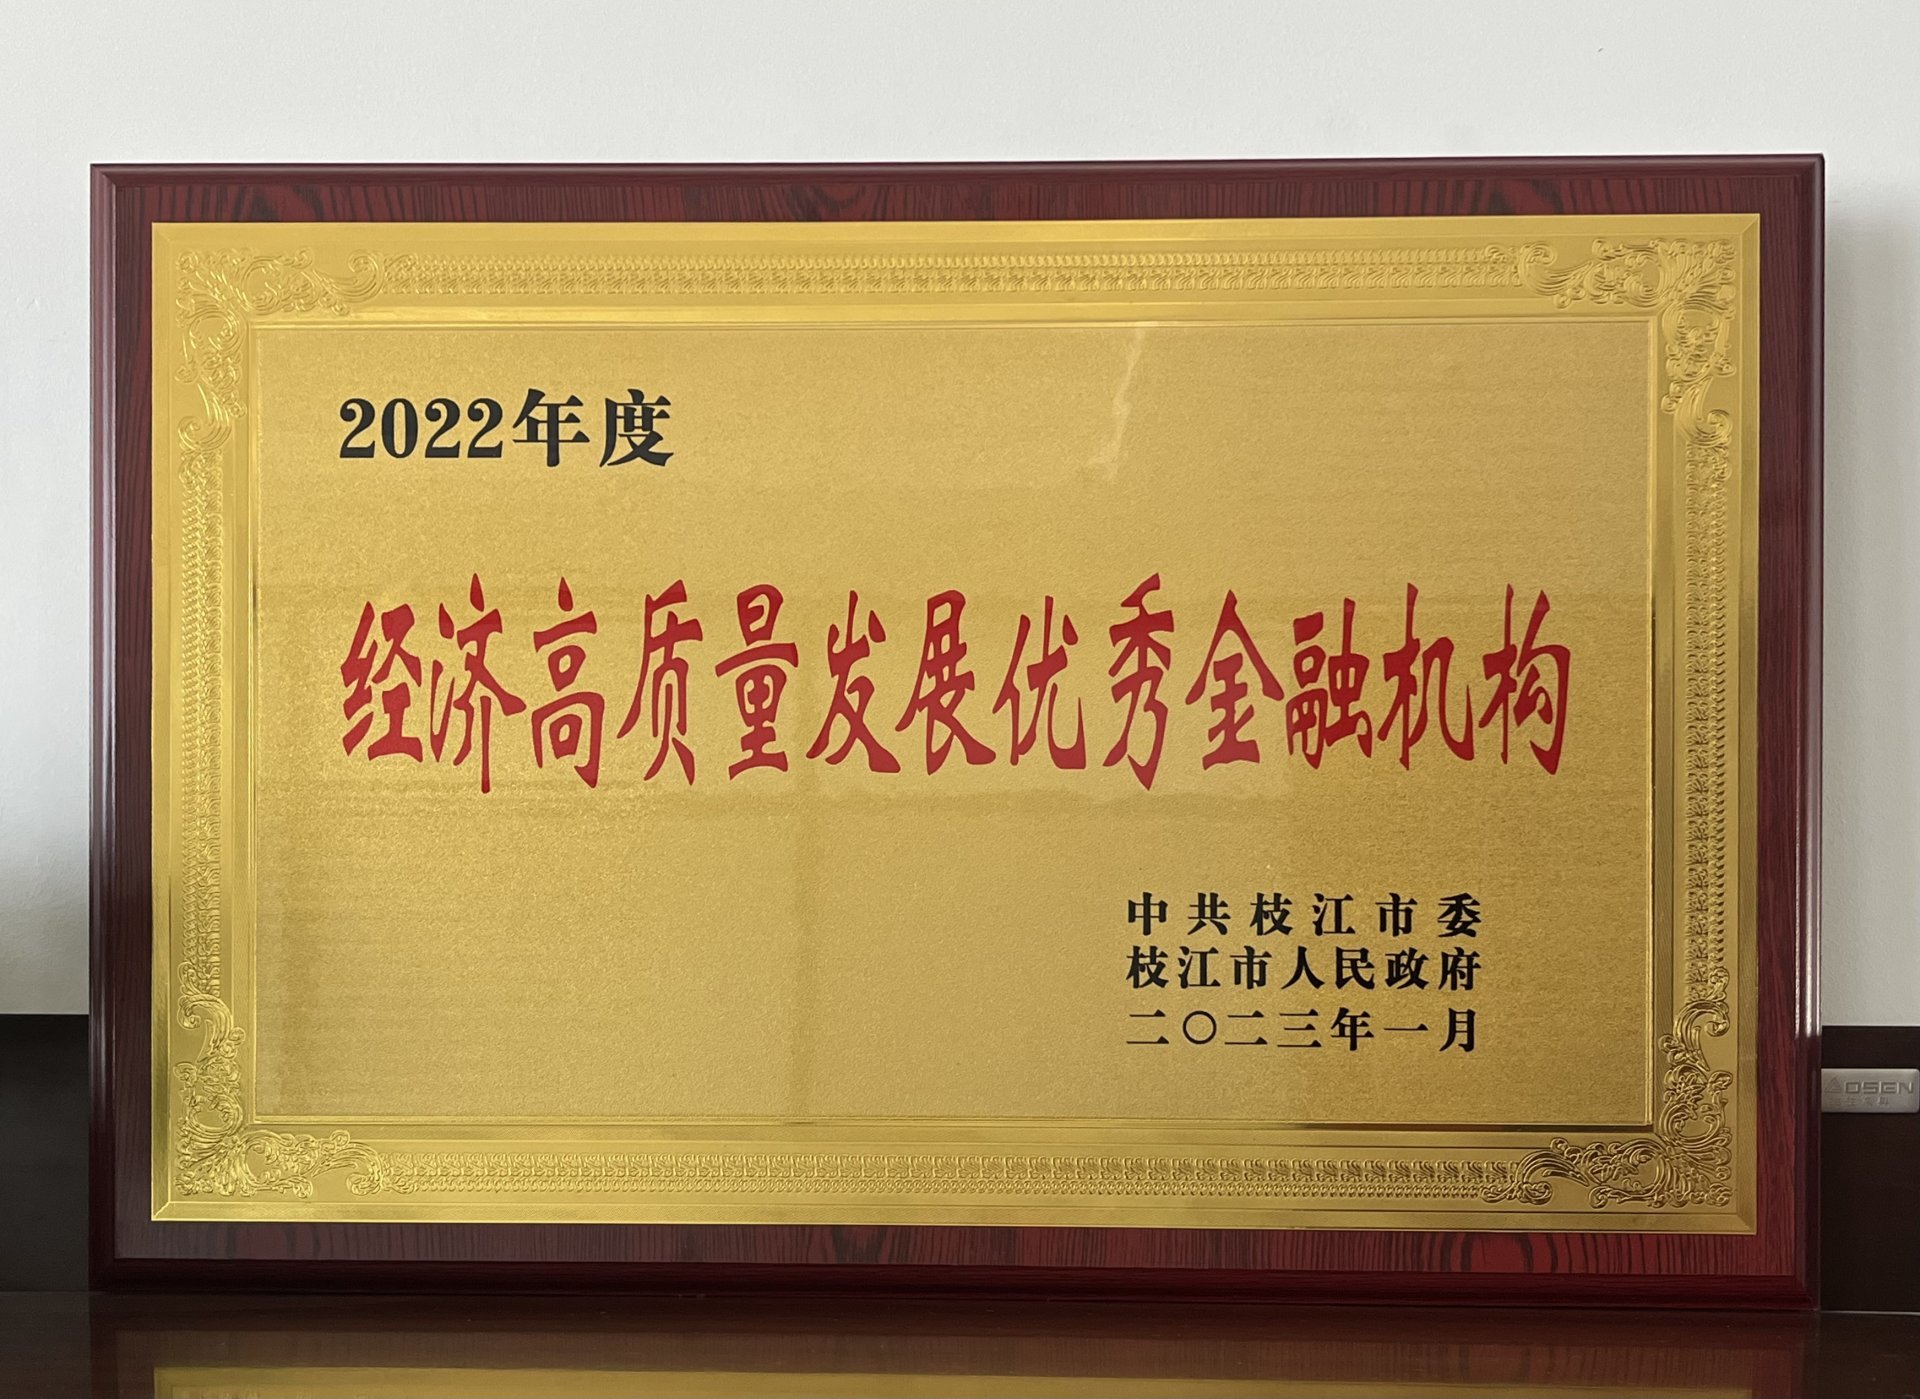 2022年度
经济高质量发展优秀金融机构
中共枝江市委
枝江市人民政府
二〇二三年一月
AOSEN